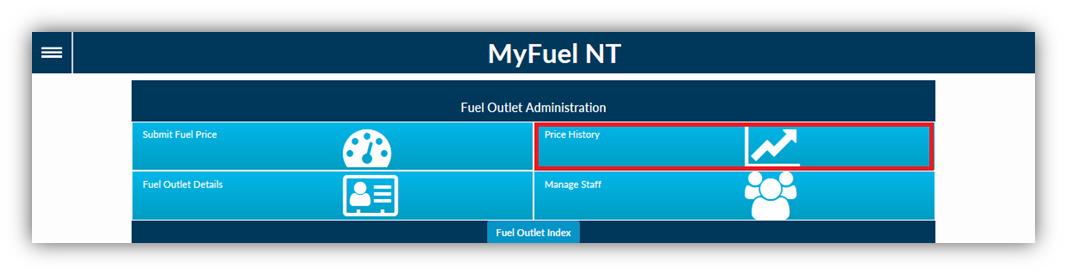 MyFuel NT
Fuel Outlet Administration
Submit Fuel Price
Price History
Fuel Outlet Details
Manage Staff
Fuel Outlet Index